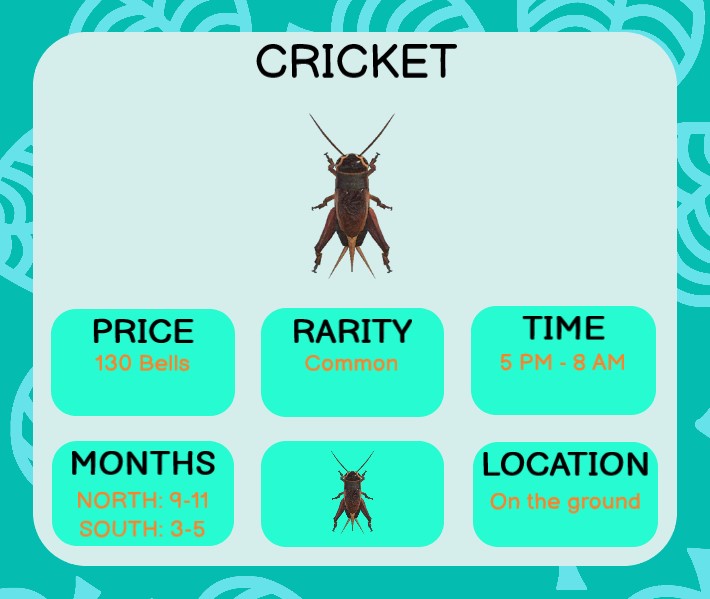 CRICKET
PRICE
130 Bells
RARITY
Common
TIME
5 PM - 8 AM
MONTHS
NORTH: 9-11
SOUTH: 3-5
LOCATION
On the ground